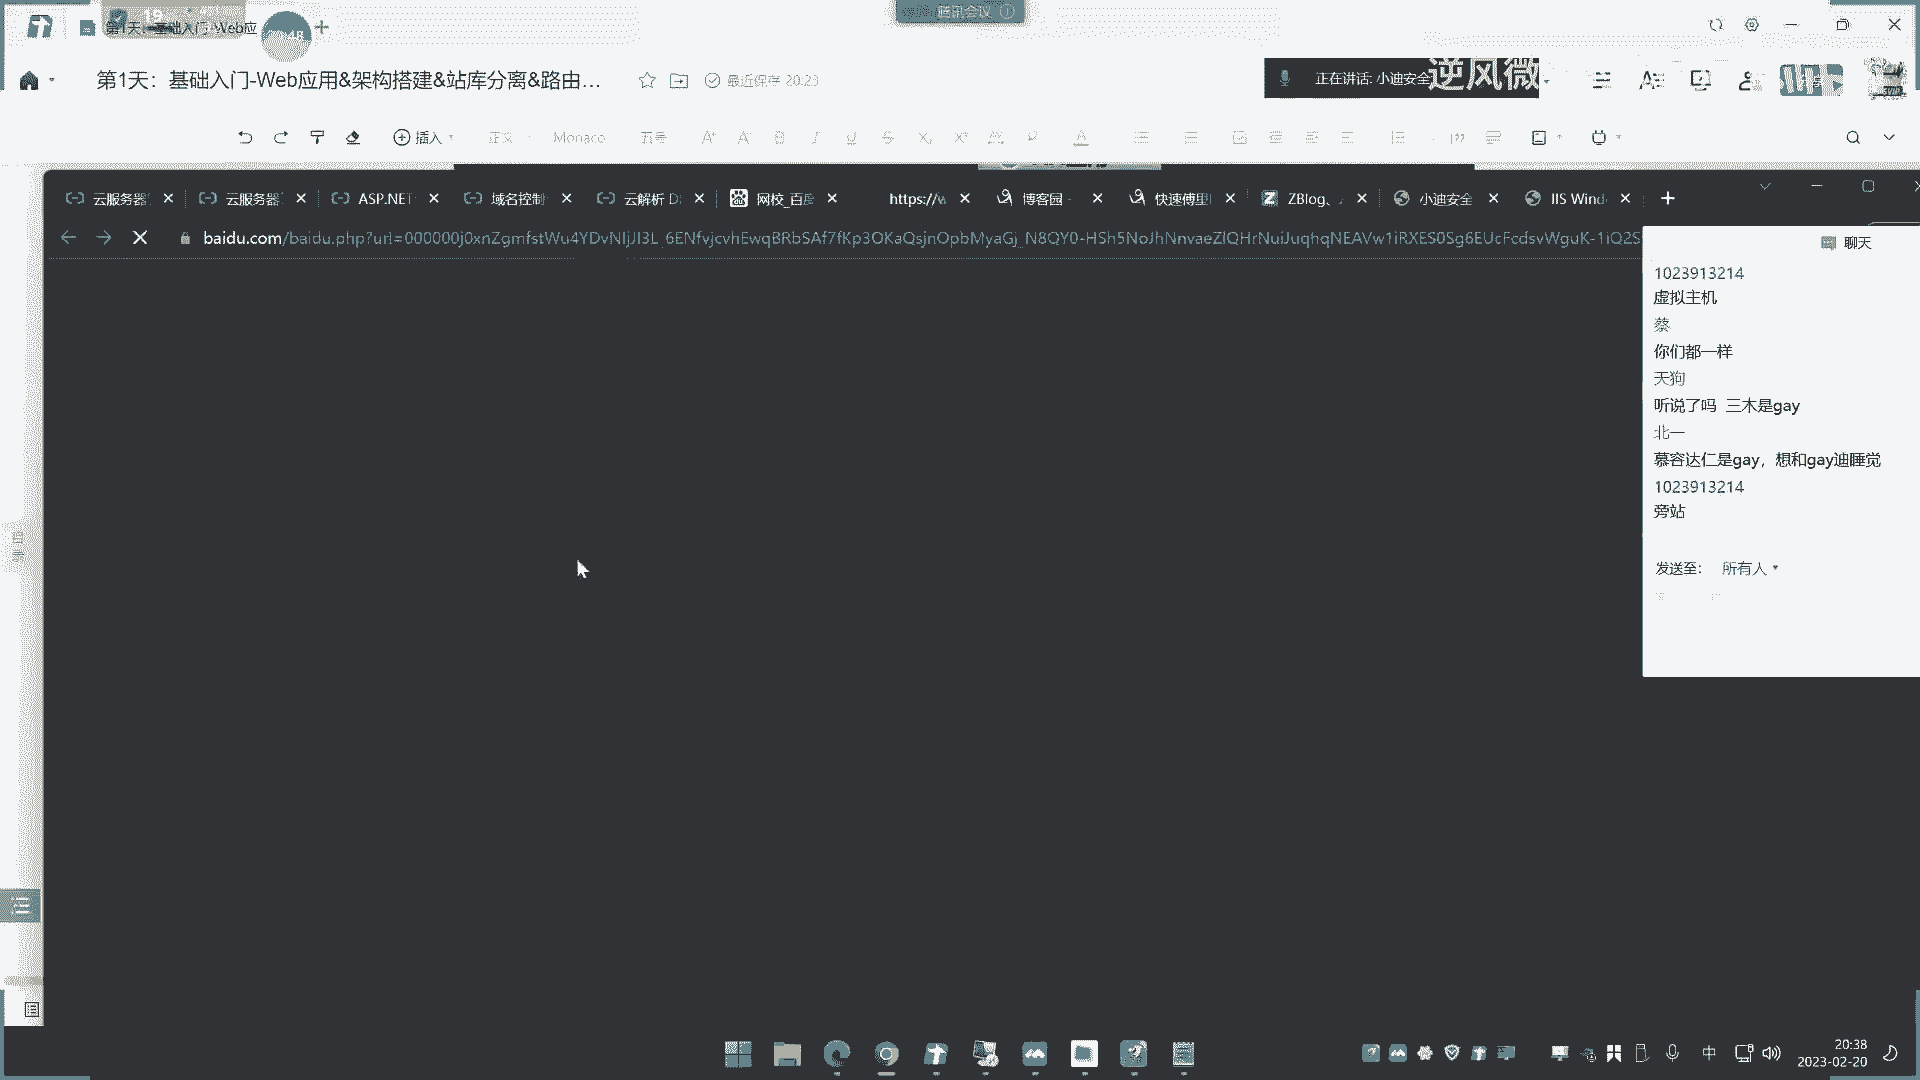 第1天：基础入门-Web应
+
腾讯会议
第1天：基础入门-Web应用&架构搭建&站库分离&路由...
最近保存 20:23
正在讲话: 小迪安全
逆风微
插入
正文
Monaco
五号
云服务器
云服务器
ASP.NET
域名控制
云解析 D
网校_百度
https://w
博客园 -
快速傅里
ZBlog、
小迪安全
IIS Wind
baidu.com/baidu.php?url=
聊天
1023913214
虚拟主机
蔡
你们都一样
天狗
听说了吗 三木是gay
北一
慕容达仁是gay，想和gay迪睡觉
1023913214
旁站
发送至：
所有人
目录
中
20:38
2023-02-20